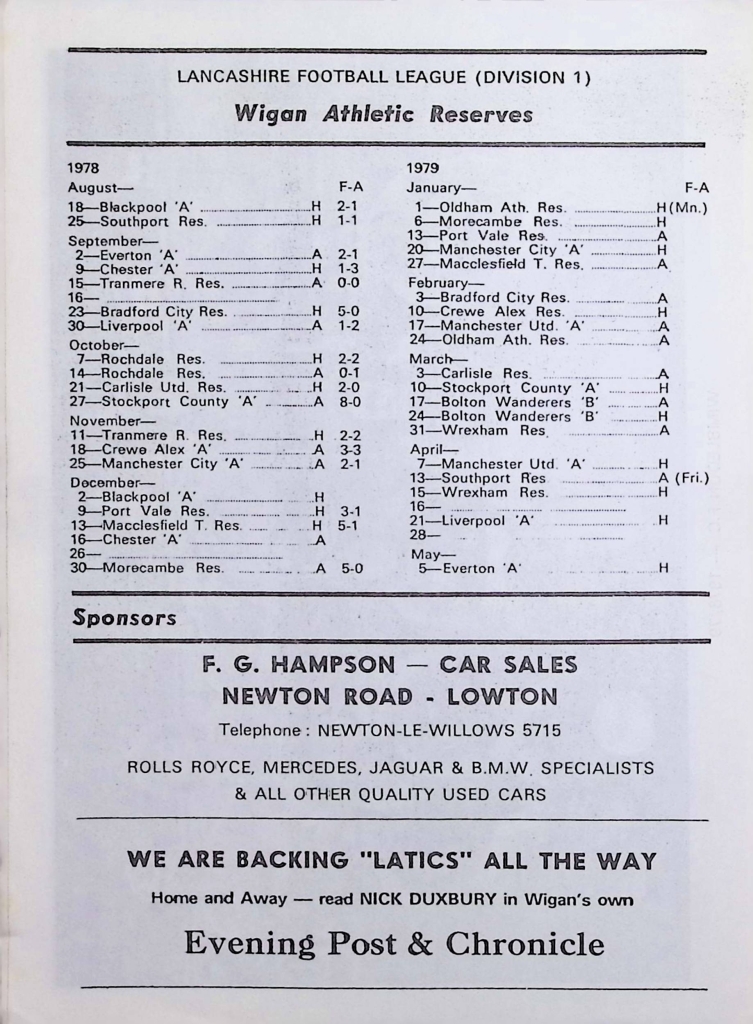 LANCASHIRE FOOTBALL LEAGUE (DIVISION 1)
Wigan Athletic Reserves
1978
August— F-A
18—Blackpool 'A' H 2-1
25—Southport Res. H 1-1
September—
2—Everton 'A' A 2-1
9—Chester 'A' H 1-3
15—Tranmere R. Res. A 0-0
16—
23—Bradford City Res. H 5-0
30—Liverpool 'A' A 1-2
October—
7—Rochdale Res. H 2-2
14—Rochdale Res. A 0-1
21—Carlisle Utd. Res. H 2-0
27—Stockport County 'A' A 8-0
November—
11—Tranmere R. Res. H 2-2
18—Crewe Alex 'A' A 3-3
25—Manchester City 'A' A 2-1
December—
2—Blackpool 'A' H
9—Port Vale Res. H 3-1
13—Macclesfield T. Res. H 5-1
16—Chester 'A' A
26—
30—Morecambe Res. A 5-0
1979
January— F-A
1—Oldham Ath. Res. H (Mn.)
6—Morecambe Res. H
13—Port Vale Res. A
20—Manchester City 'A' H
27—Macclesfield T. Res. A
February—
3—Bradford City Res. A
10—Crewe Alex Res. H
17—Manchester Utd. 'A' A
24—Oldham Ath. Res. A
March—
3—Carlisle Res. A
10—Stockport County 'A' H
17—Bolton Wanderers 'B' A
24—Bolton Wanderers 'B' H
31—Wrexham Res. A
April—
7—Manchester Utd. 'A' H
13—Southport Res A (Fri.)
15—Wrexham Res. H
16—
21—Liverpool 'A' H
28—
May—
5—Everton 'A' H
Sponsors
F. G. HAMPSON — CAR SALES
NEWTON ROAD - LOWTON
Telephone: NEWTON-LE-WILLOWS 5715
ROLLS ROYCE, MERCEDES, JAGUAR & B.M.W. SPECIALISTS
& ALL OTHER QUALITY USED CARS
WE ARE BACKING "LATICS" ALL THE WAY
Home and Away — read NICK DUXBURY in Wigan's own
Evening Post & Chronicle